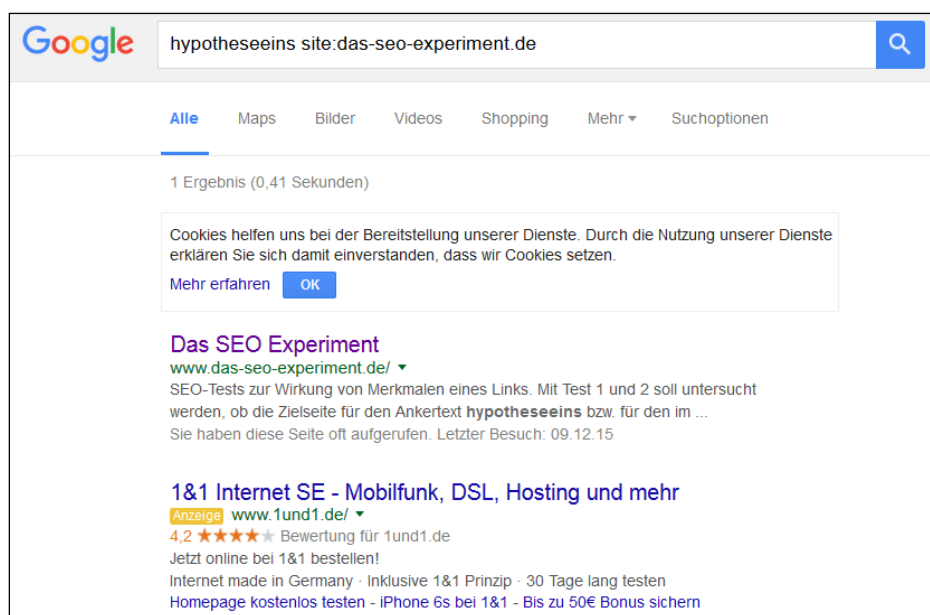 Google
hypotheseeins site:das-seo-experiment.de
Alle Maps Bilder Videos Shopping Mehr Suchoptionen
1 Ergebnis (0,41 Sekunden)
Cookies helfen uns bei der Bereitstellung unserer Dienste. Durch die Nutzung unserer Dienste
erklären Sie sich damit einverstanden, dass wir Cookies setzen.
Mehr erfahren OK
Das SEO Experiment
www.das-seo-experiment.de/
SEO-Tests zur Wirkung von Merkmalen eines Links. Mit Test 1 und 2 soll untersucht
werden, ob die Zielseite für den Ankertext hypotheseeins bzw. für den im ...
Sie haben diese Seite oft aufgerufen. Letzter Besuch: 09.12.15
1&1 Internet SE - Mobilfunk, DSL, Hosting und mehr
Anzeige www.1und1.de/
4,2 ★★★★★ Bewertung für 1und1.de
Jetzt online bei 1&1 bestellen!
Internet made in Germany · Inklusive 1&1 Prinzip · 30 Tage lang testen
Homepage kostenlos testen - iPhone 6s bei 1&1 - Bis zu 50€ Bonus sichern